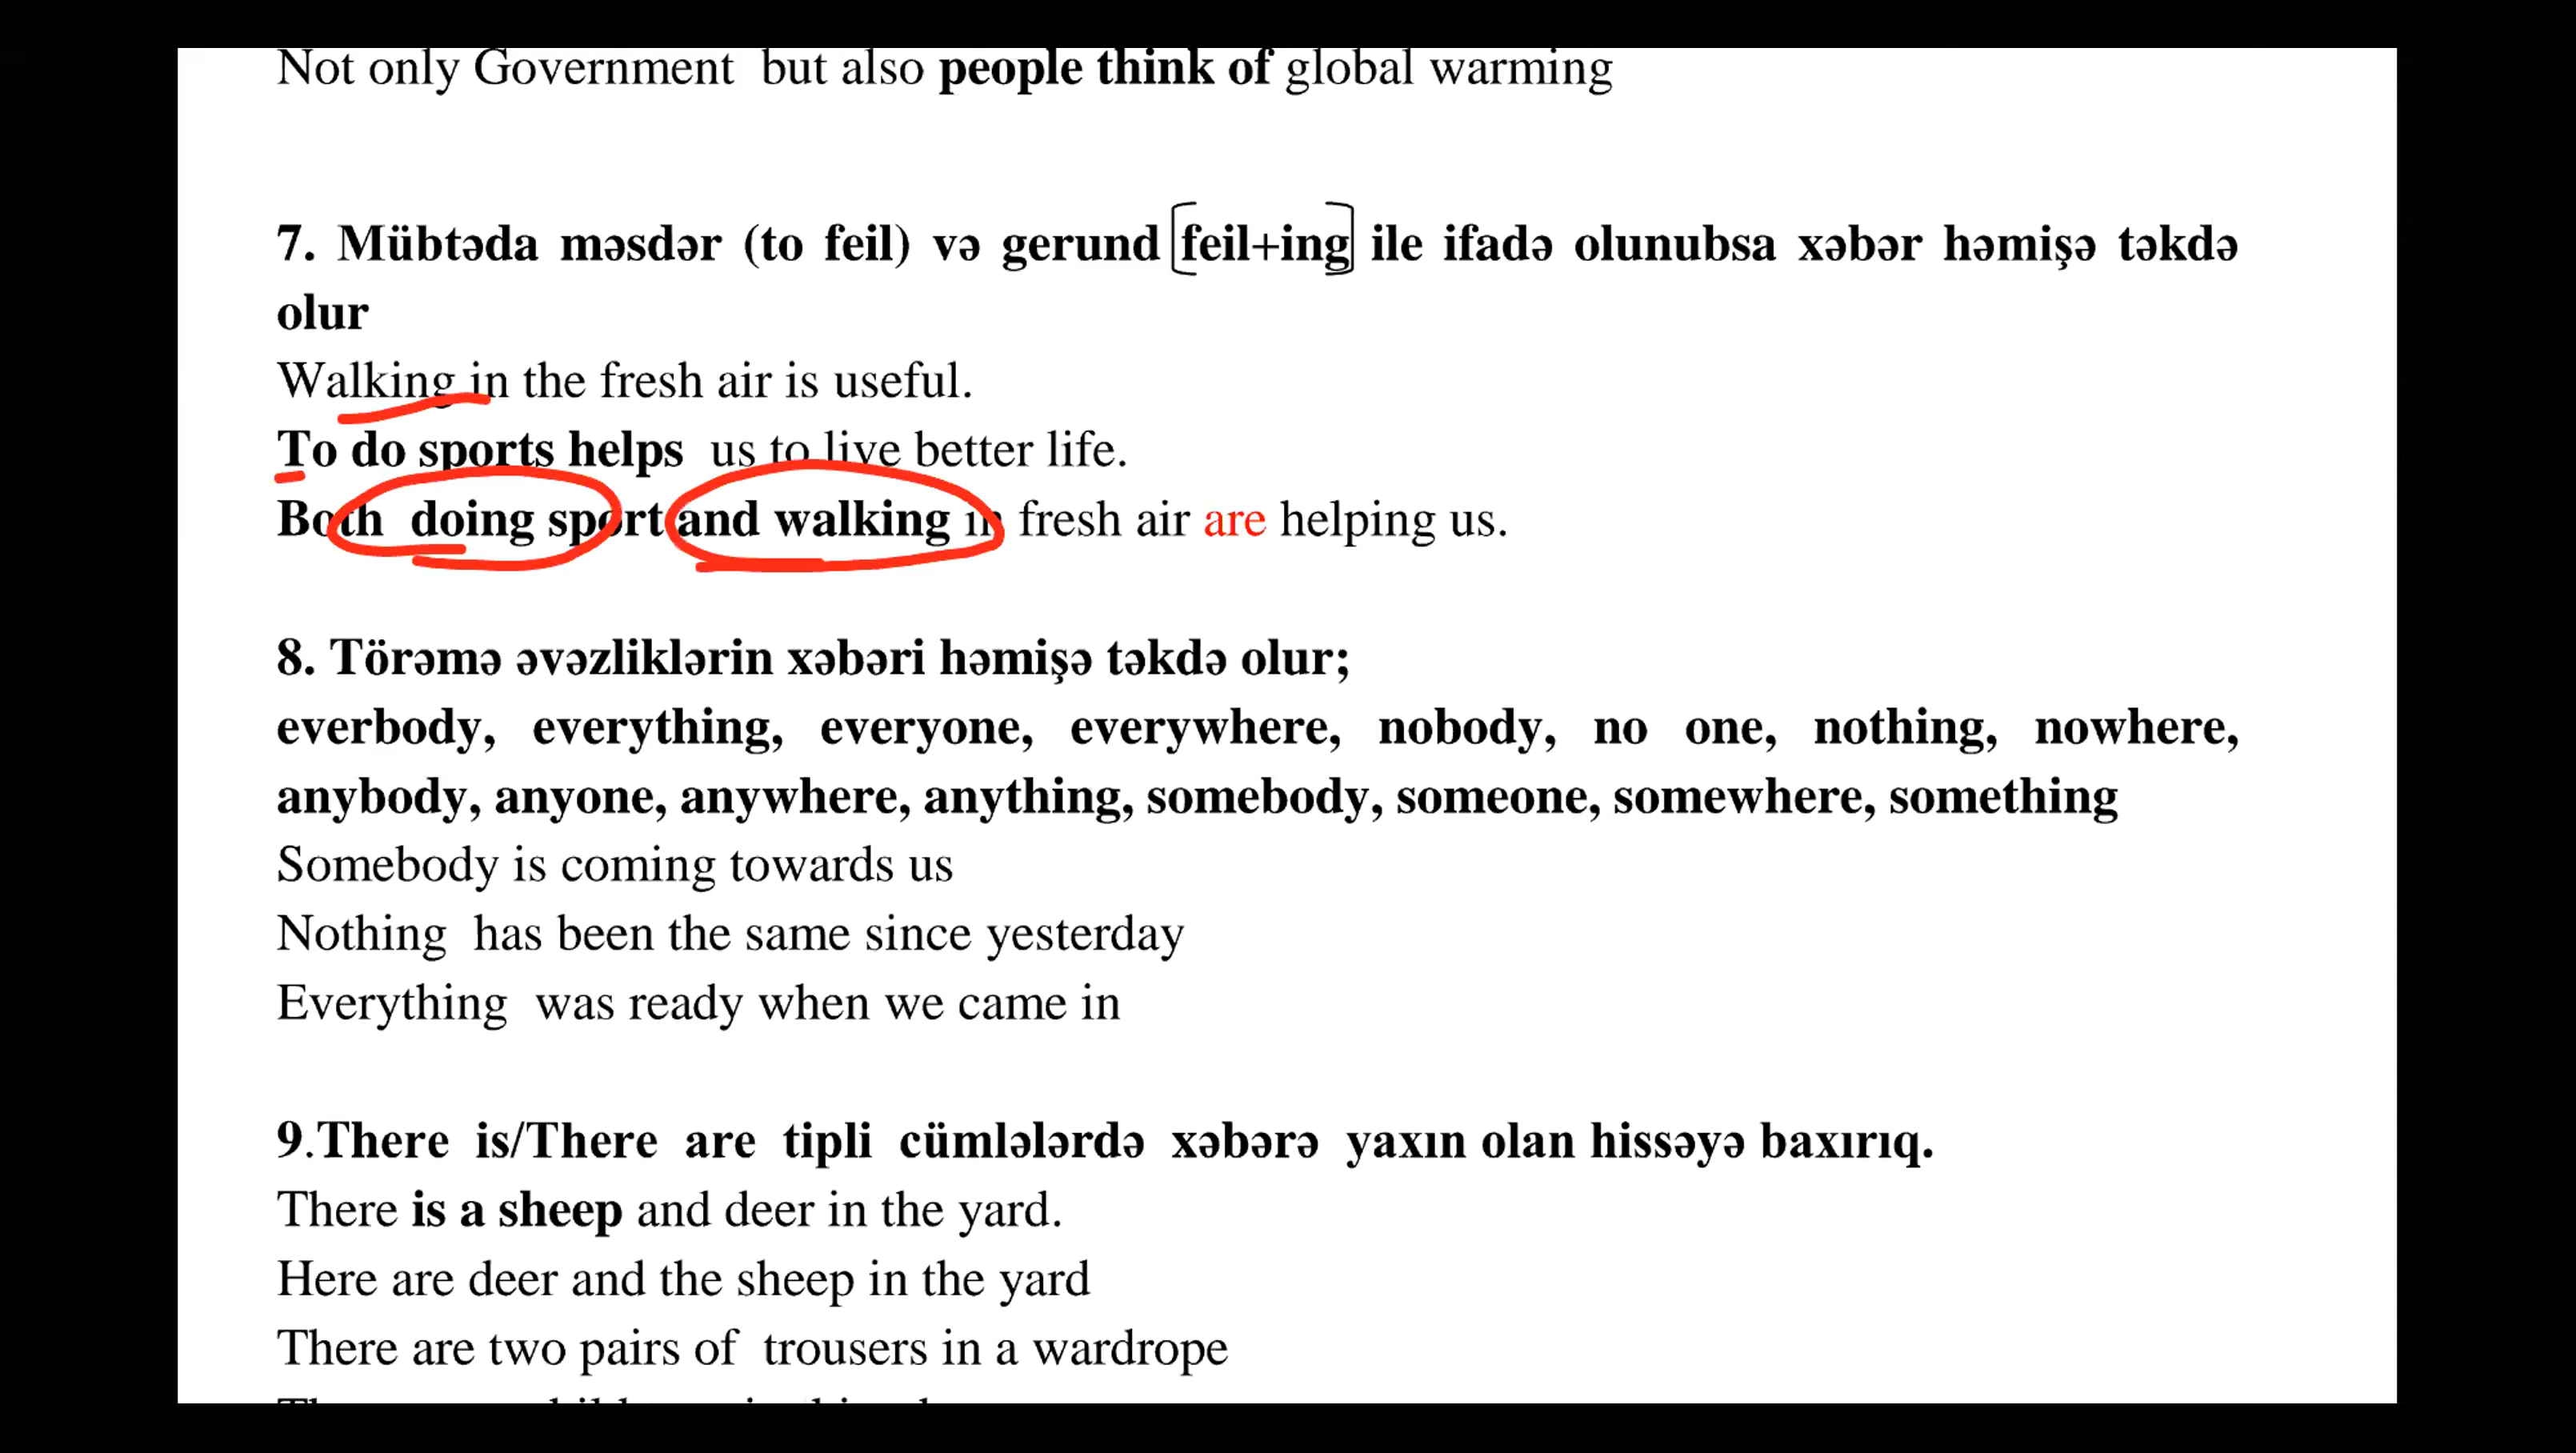 Not only Government but also people think of global warming
7. Mübtəda məsdər (to feil) və gerund [feil+ing] ile ifadə olunubsa xəbər həmişə təkdə
olur
Walking in the fresh air is useful.
To do sports helps us to live better life.
Both doing sport and walking in fresh air are helping us.
8. Törəmə əvəzliklərin xəbəri həmişə təkdə olur;
everbody, everything, everyone, everywhere, nobody, no one, nothing, nowhere,
anybody, anyone, anywhere, anything, somebody, someone, somewhere, something
Somebody is coming towards us
Nothing has been the same since yesterday
Everything was ready when we came in
9.There is/There are tipli cümlələrdə xəbərə yaxın olan hissəyə baxırıq.
There is a sheep and deer in the yard.
Here are deer and the sheep in the yard
There are two pairs of trousers in a wardrope